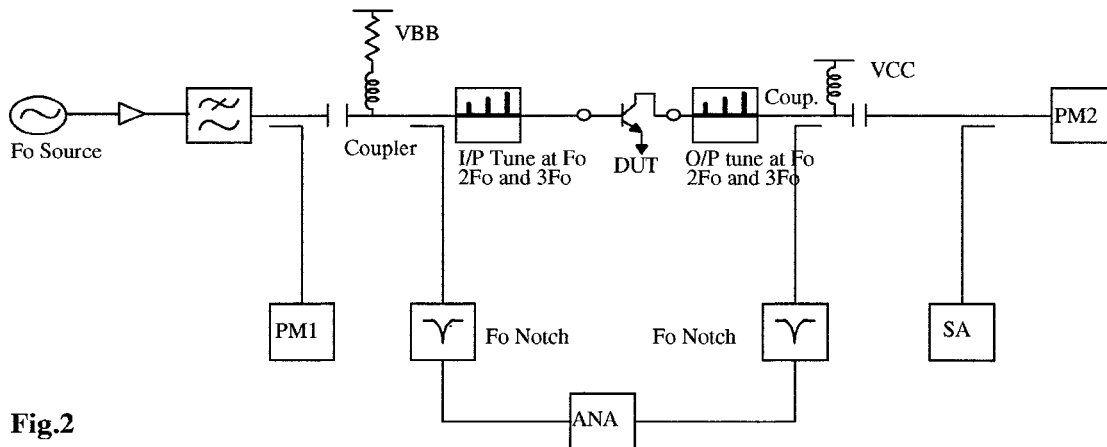 VBB
VCC
Coup.
PM2
Fo Source
Coupler
I/P Tune at Fo
2Fo and 3Fo
DUT
O/P tune at Fo
2Fo and 3Fo
PM1
Fo Notch
Fo Notch
SA
ANA
Fig.2